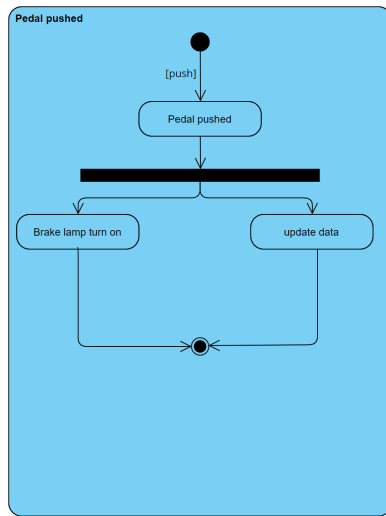 Pedal pushed
[push]
Pedal pushed
Brake lamp turn on
update data